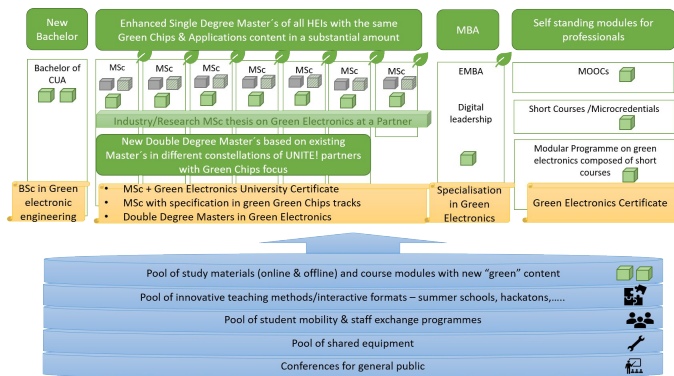 New
Bachelor
Enhanced Single Degree Master´s of all HEIs with the same
Green Chips & Applications content in a substantial amount
MBA
Self standing modules for
professionals
Bachelor of
CUA
MSc
MSc
MSc
MSc
MSc
MSc
MSc
EMBA
Digital
leadership
MOOCs
Short Courses /Microcredentials
Modular Programme on green
electronics composed of short
courses
Industry/Research MSc thesis on Green Electronics at a Partner
New Double Degree Master´s based on existing
Master´s in different constellations of UNITE! partners
with Green Chips focus
BSc in Green
electronic
engineering
• MSc + Green Electronics University Certificate
• MSc with specification in green Green Chips tracks
• Double Degree Masters in Green Electronics
Specialisation
in Green
Electronics
Green Electronics Certificate
Pool of study materials (online & offline) and course modules with new “green” content
Pool of innovative teaching methods/interactive formats – summer schools, hackatons,.....
Pool of student mobility & staff exchange programmes
Pool of shared equipment
Conferences for general public